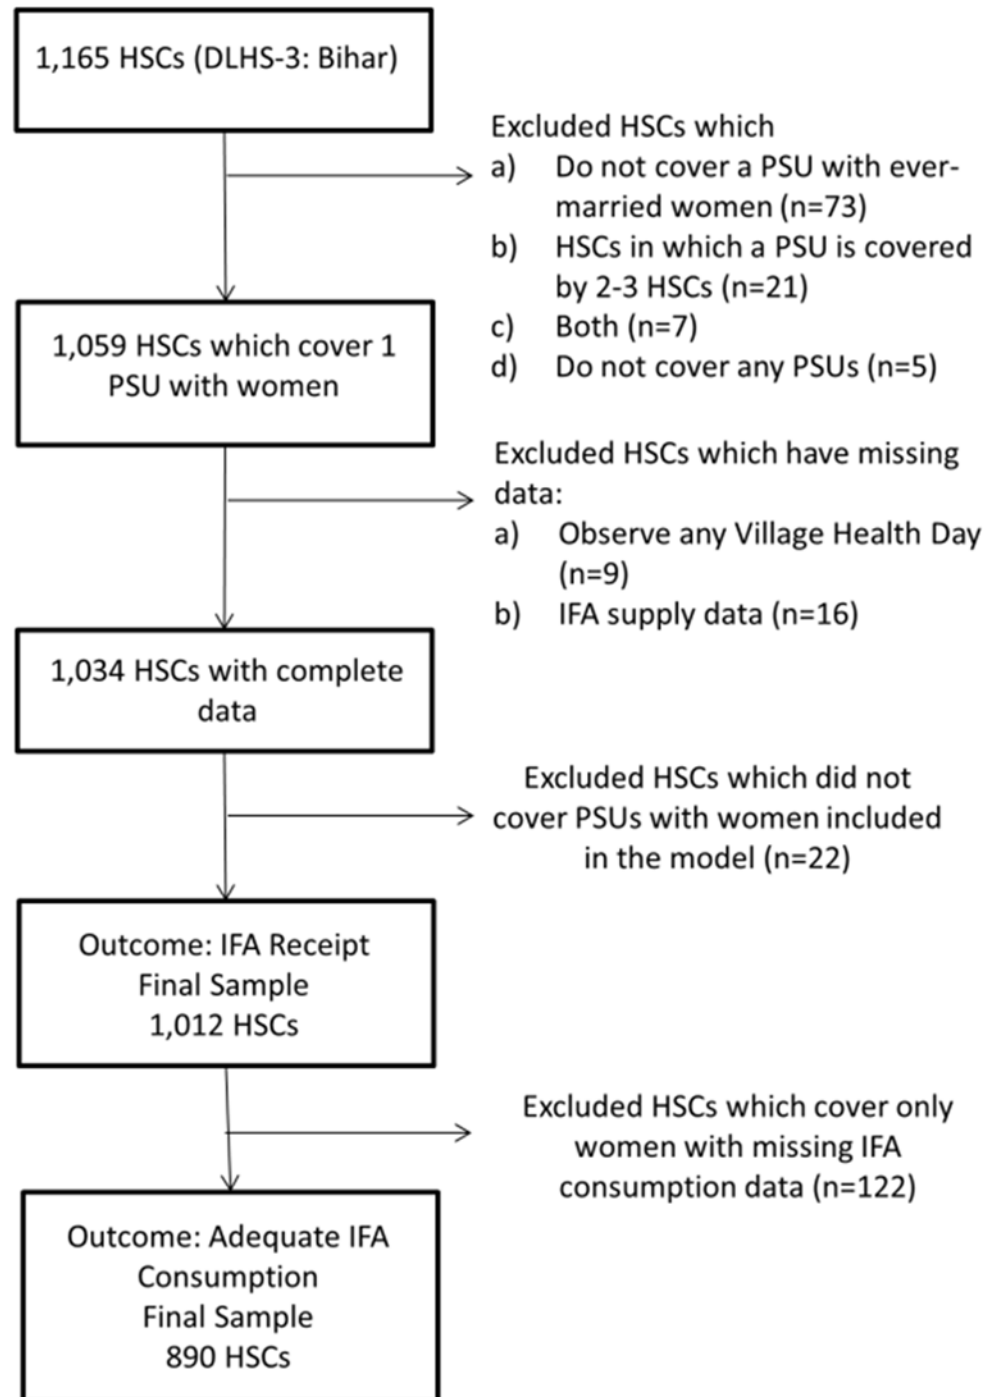 1,165 HSCs (DLHS-3: Bihar)
Excluded HSCs which
a) Do not cover a PSU with ever-
married women (n=73)
b) HSCs in which a PSU is covered
by 2-3 HSCs (n=21)
c) Both (n=7)
d) Do not cover any PSUs (n=5)
1,059 HSCs which cover 1
PSU with women
Excluded HSCs which have missing
data:
a) Observe any Village Health Day
(n=9)
b) IFA supply data (n=16)
1,034 HSCs with complete
data
Excluded HSCs which did not
cover PSUs with women included
in the model (n=22)
Outcome: IFA Receipt
Final Sample
1,012 HSCs
Excluded HSCs which cover only
women with missing IFA
consumption data (n=122)
Outcome: Adequate IFA
Consumption
Final Sample
890 HSCs